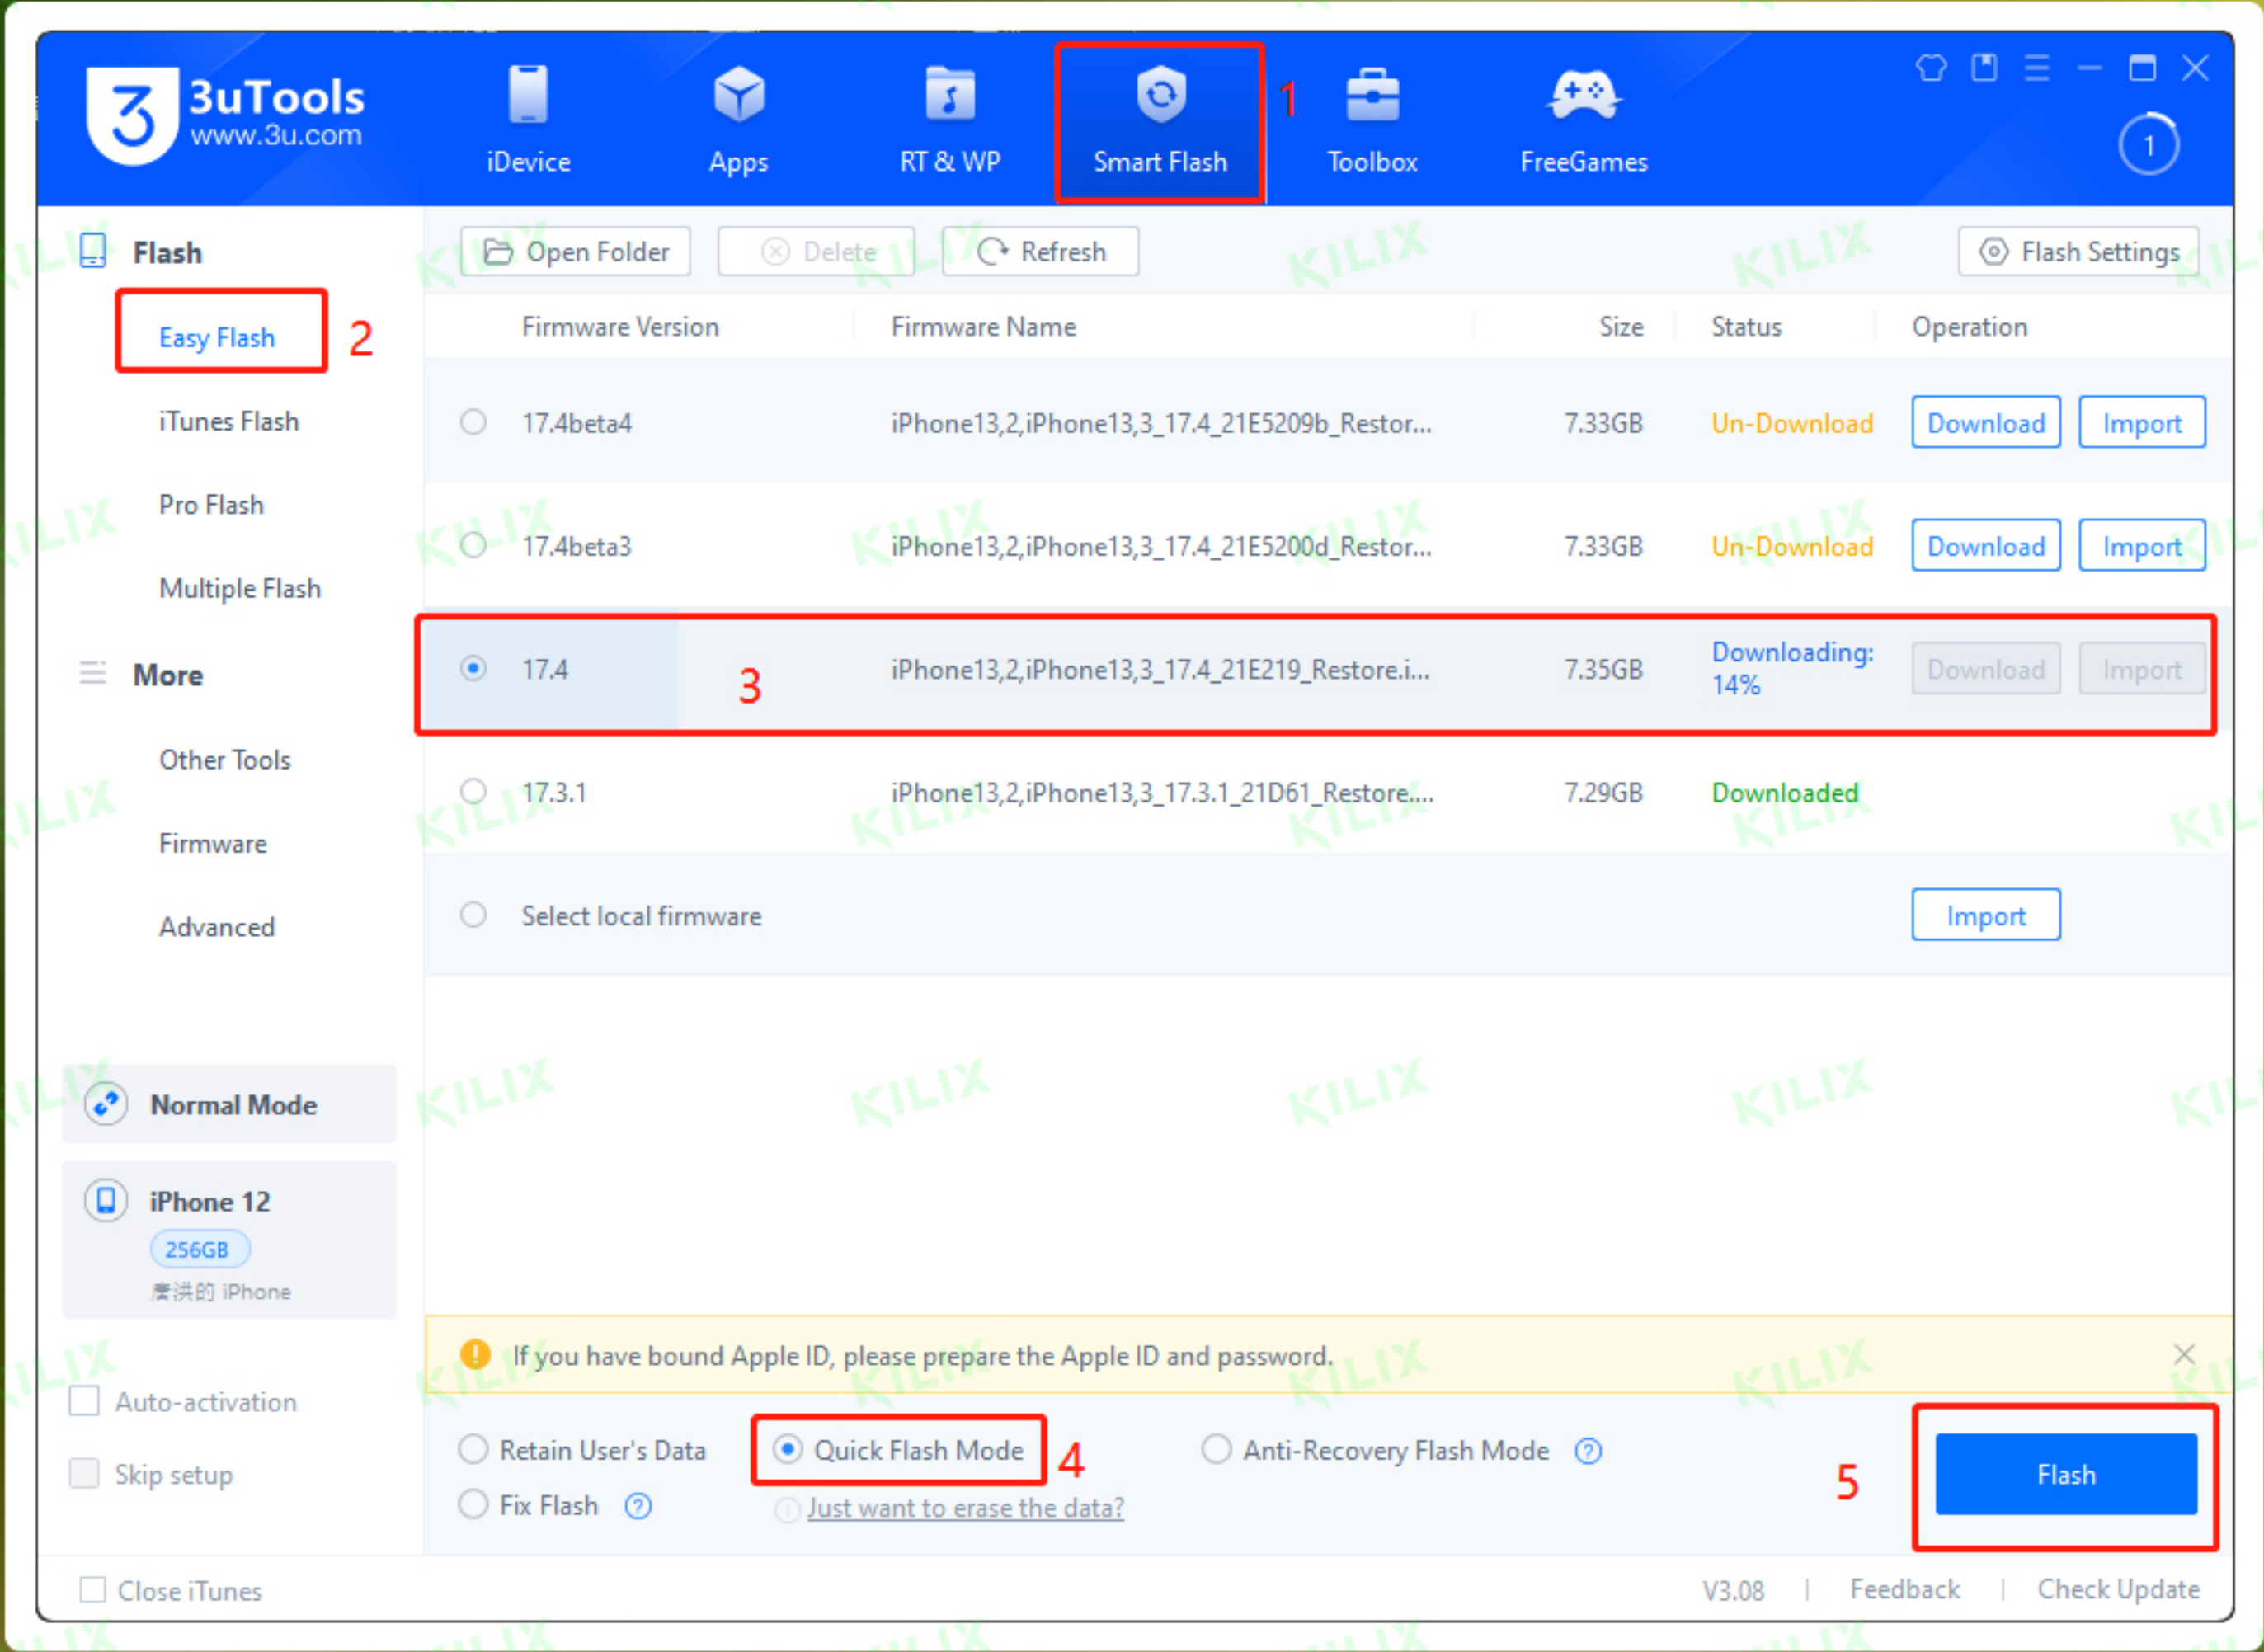 3 3uTools
www.3u.com
iDevice
Apps
RT & WP
Smart Flash
1
Toolbox
FreeGames
1
Flash
Easy Flash
2
iTunes Flash
Pro Flash
Multiple Flash
More
Other Tools
Firmware
Advanced
Normal Mode
iPhone 12
256GB
唐洪的 iPhone
Auto-activation
Skip setup
Close iTunes
Open Folder Delete Refresh Flash Settings
Firmware Version Firmware Name Size Status Operation
17.4beta4 iPhone13,2,iPhone13,3_17.4_21E5209b_Restor... 7.33GB Un-Download Download Import
17.4beta3 iPhone13,2,iPhone13,3_17.4_21E5200d_Restor... 7.33GB Un-Download Download Import
17.4 3 iPhone13,2,iPhone13,3_17.4_21E219_Restore.i... 7.35GB Downloading: 14% Download Import
17.3.1 iPhone13,2,iPhone13,3_17.3.1_21D61_Restore.... 7.29GB Downloaded
Select local firmware Import
If you have bound Apple ID, please prepare the Apple ID and password.
Retain User's Data Quick Flash Mode 4 Anti-Recovery Flash Mode ?
Fix Flash ? Just want to erase the data?
5 Flash
V3.08 | Feedback | Check Update
KILIX